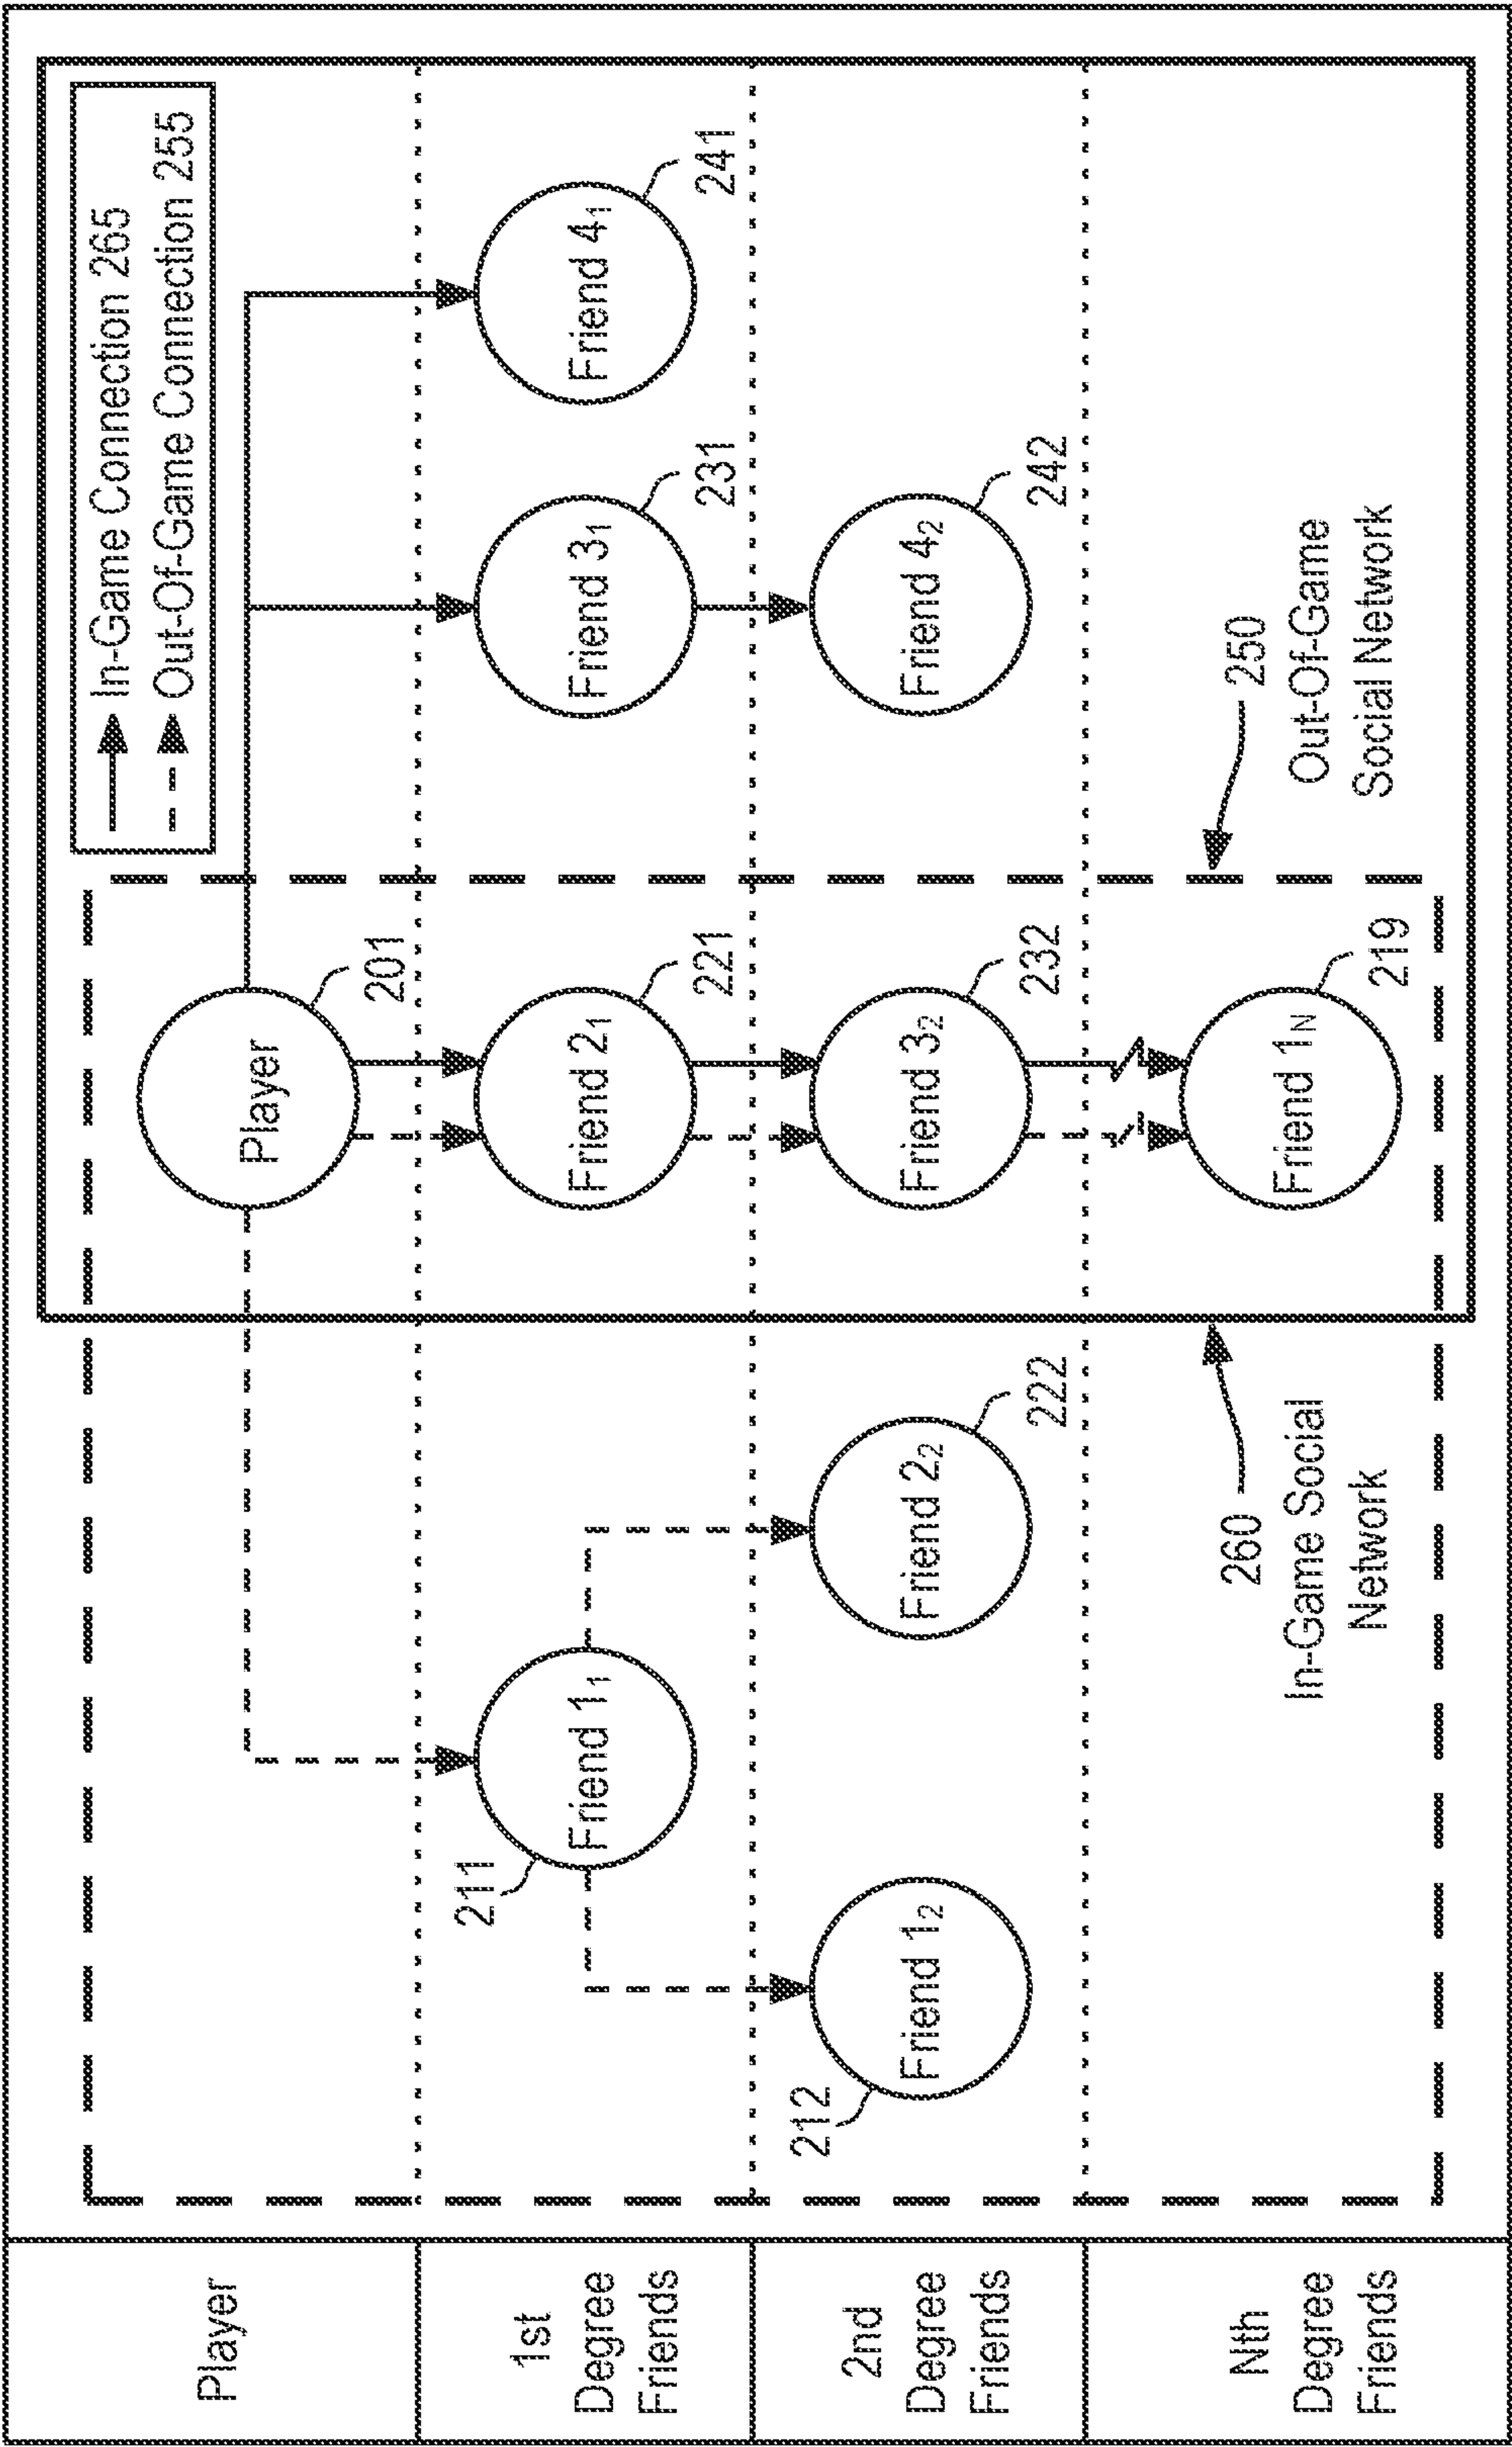 In-Game Connection 265
Out-Of-Game Connection 255
Player
Player
201
1st
Degree
Friends
211
Friend 1₁
Friend 2₁
221
Friend 3₁
231
Friend 4₁
241
2nd
Degree
Friends
212
Friend 1₂
Friend 2₂
222
Friend 3₂
232
Friend 4₂
242
Nth
Degree
Friends
260
In-Game Social
Network
Friend 1N
219
250
Out-Of-Game
Social Network